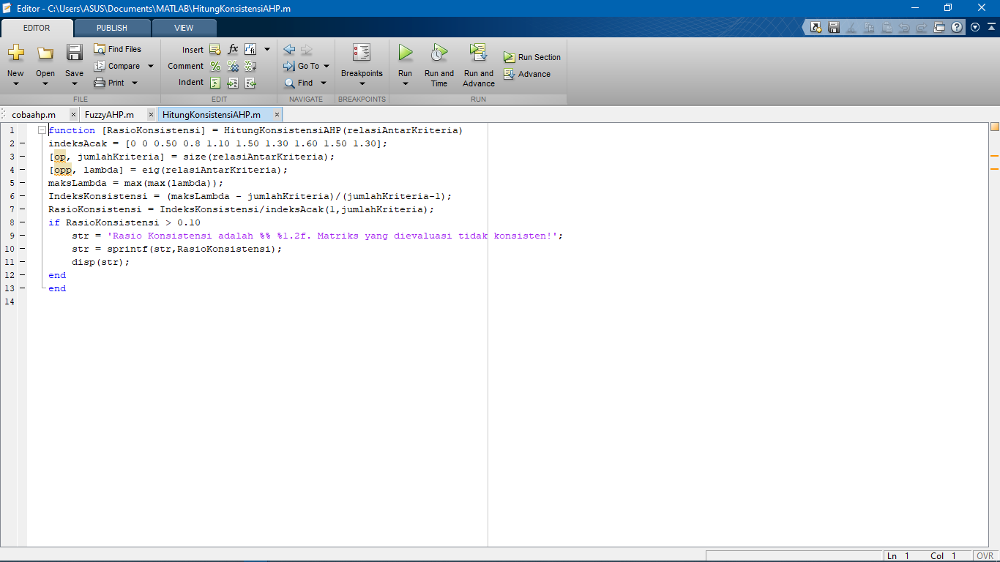 Editor - C:\Users\ASUS\Documents\MATLAB\HitungKonsistensiAHP.m
EDITOR PUBLISH VIEW
New Open Save
Find Files
Compare
Print
FILE
Insert fx
Comment
Indent
EDIT
Go To
Find
NAVIGATE
Breakpoints
BREAKPOINTS
Run
Run and Time
Run and Advance
Run Section
Advance
RUN
cobaahp.m × FuzzyAHP.m × HitungKonsistensiAHP.m ×
1 function [RasioKonsistensi] = HitungKonsistensiAHP(relasiAntarKriteria)
2 – indeksAcak = [0 0 0.50 0.8 1.10 1.50 1.30 1.60 1.50 1.30];
3 – [op, jumlahKriteria] = size(relasiAntarKriteria);
4 – [opp, lambda] = eig(relasiAntarKriteria);
5 – maksLambda = max(max(lambda));
6 – IndeksKonsistensi = (maksLambda - jumlahKriteria)/(jumlahKriteria-1);
7 – RasioKonsistensi = IndeksKonsistensi/indeksAcak(1,jumlahKriteria);
8 – if RasioKonsistensi > 0.10
9 – str = 'Rasio Konsistensi adalah %% %1.2f. Matriks yang dievaluasi tidak konsisten!';
10 – str = sprintf(str,RasioKonsistensi);
11 – disp(str);
12 – end
13 – end
14
Ln 1 Col 1 OVR